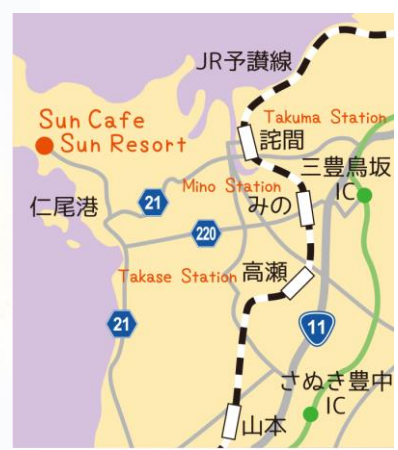 JR予讃線
Takuma Station
詫間
Sun Cafe
Sun Resort
三豊鳥坂
IC
Mino Station
みの
21
仁尾港
220
Takase Station
高瀬
21
11
さぬき豊中
IC
山本